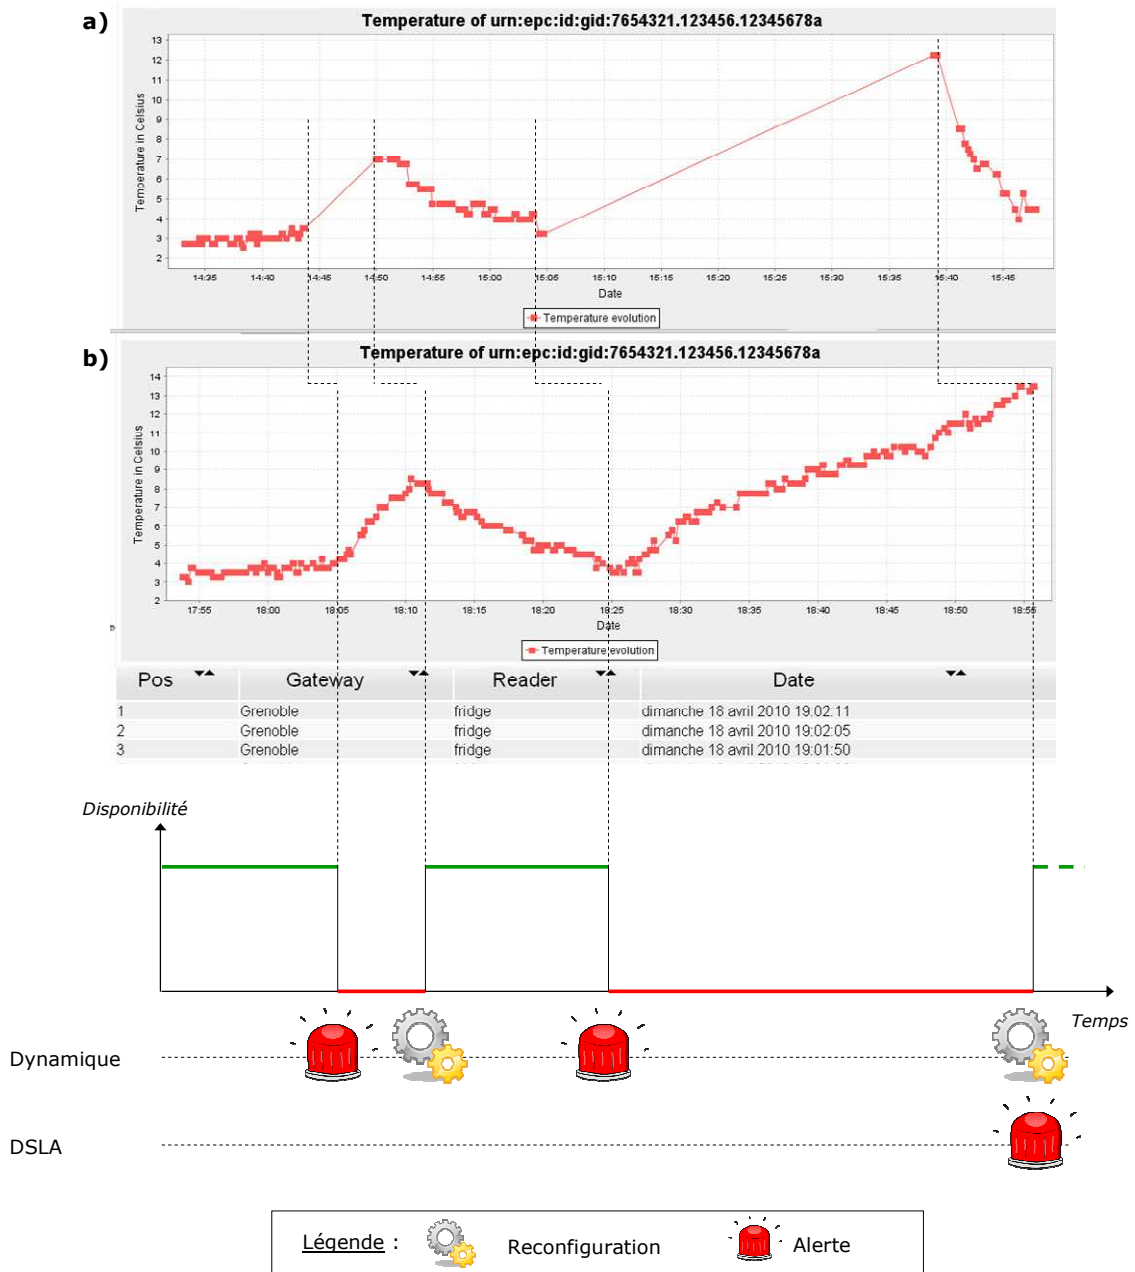 a)
Temperature of urn:epc:id:gid:7654321.123456.12345678a
Temperature in Celsius
13
12
11
10
9
8
7
6
5
4
3
2
14:35 14:40 14:45 14:50 14:55 15:00 15:05 15:10 15:15 15:20 15:25 15:30 15:35 15:40 15:45
Date
Temperature evolution
b)
Temperature of urn:epc:id:gid:7654321.123456.12345678a
Temperature in Celsius
14
13
12
11
10
9
8
7
6
5
4
3
2
17:55 18:00 18:05 18:10 18:15 18:20 18:25 18:30 18:35 18:40 18:45 18:50 18:55
Date
Temperature evolution
Pos Gateway Reader Date
1 Grenoble fridge dimanche 18 avril 2010 19:02:11
2 Grenoble fridge dimanche 18 avril 2010 19:02:05
3 Grenoble fridge dimanche 18 avril 2010 19:01:50
Disponibilité
Temps
Dynamique
DSLA
Légende : Reconfiguration Alerte